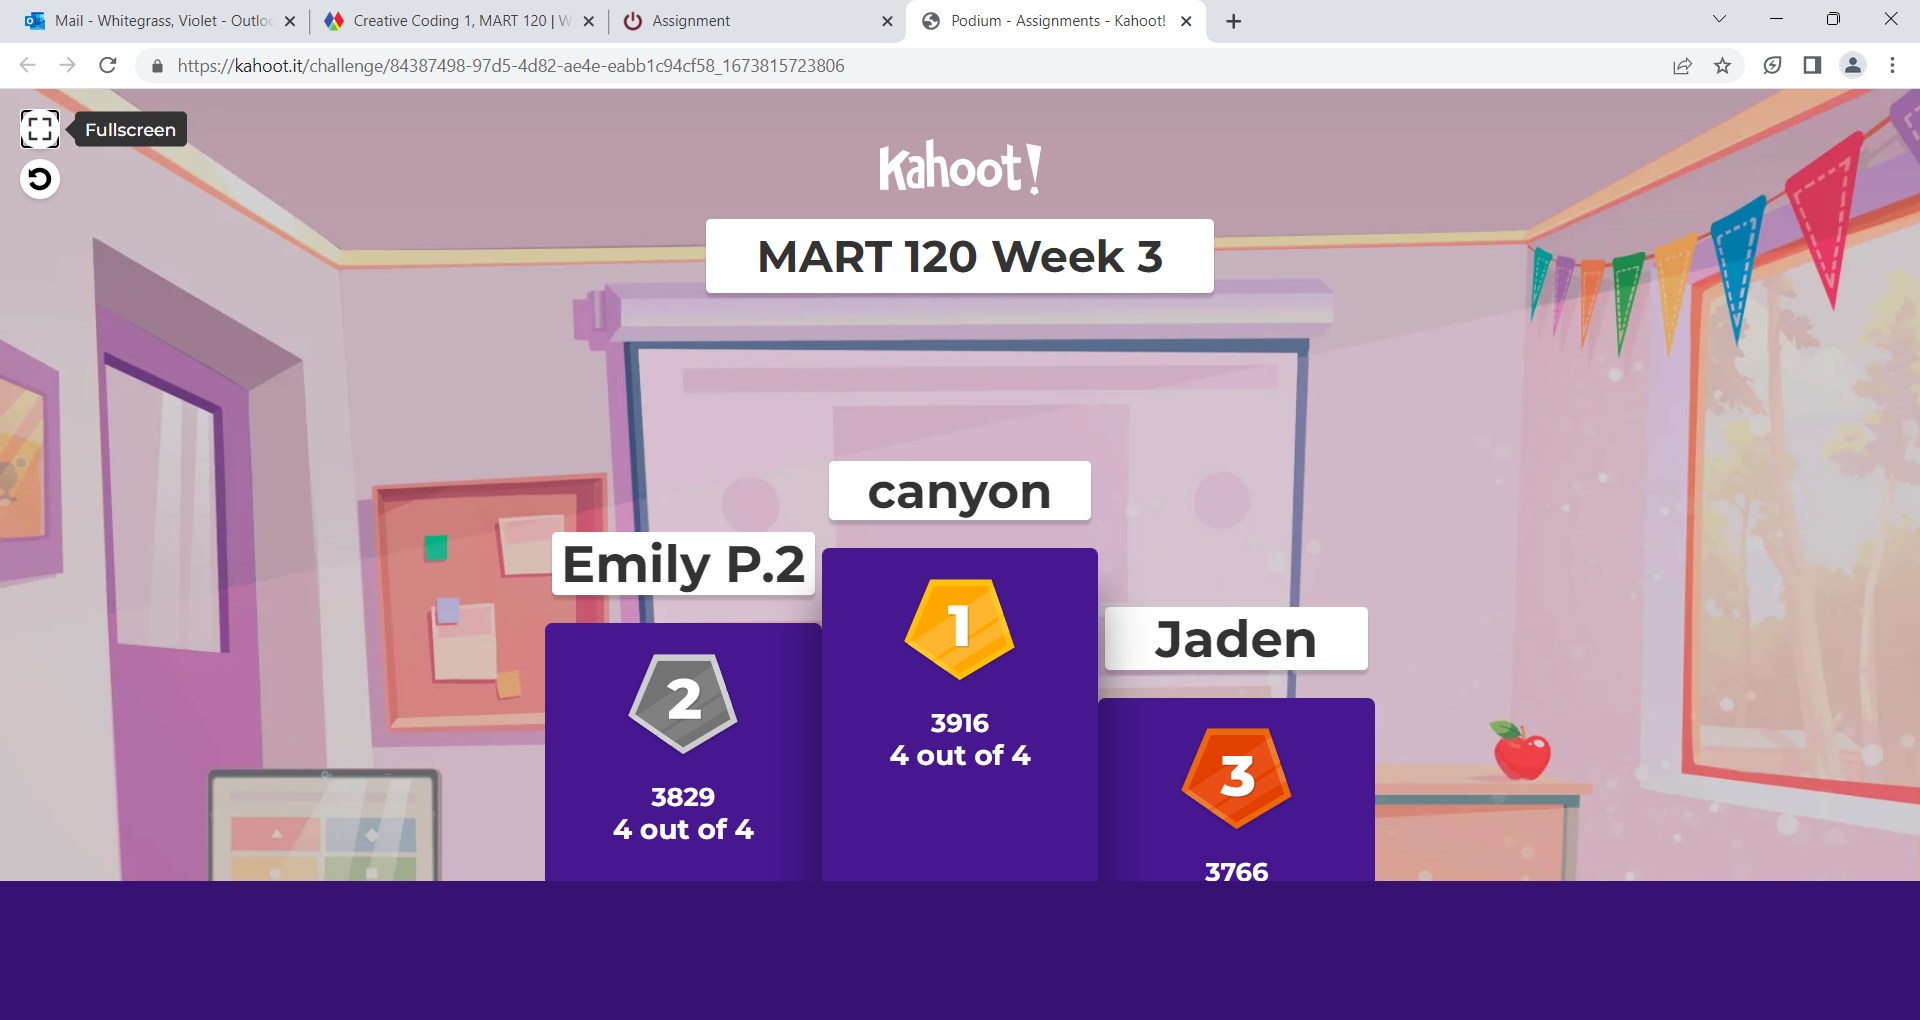 Mail - Whitegrass, Violet - Outloo
Creative Coding 1, MART 120 | W
Assignment
Podium - Assignments - Kahoot!
https://kahoot.it/challenge/84387498-97d5-4d82-ae4e-eabb1c94cf58_1673815723806
Fullscreen
Kahoot!
MART 120 Week 3
canyon
Emily P.2
Jaden
1
3916
4 out of 4
2
3829
4 out of 4
3
3766